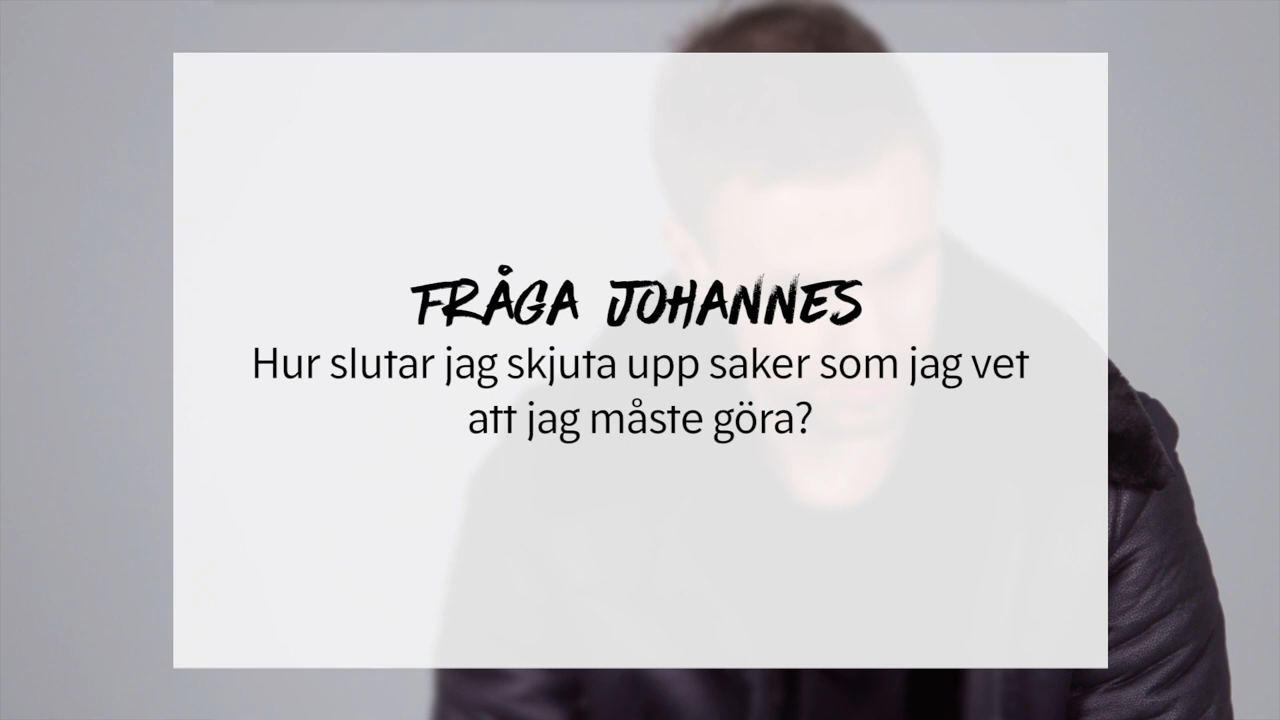 FRÅGA JOHANNES
Hur slutar jag skjuta upp saker som jag vet
att jag måste göra?